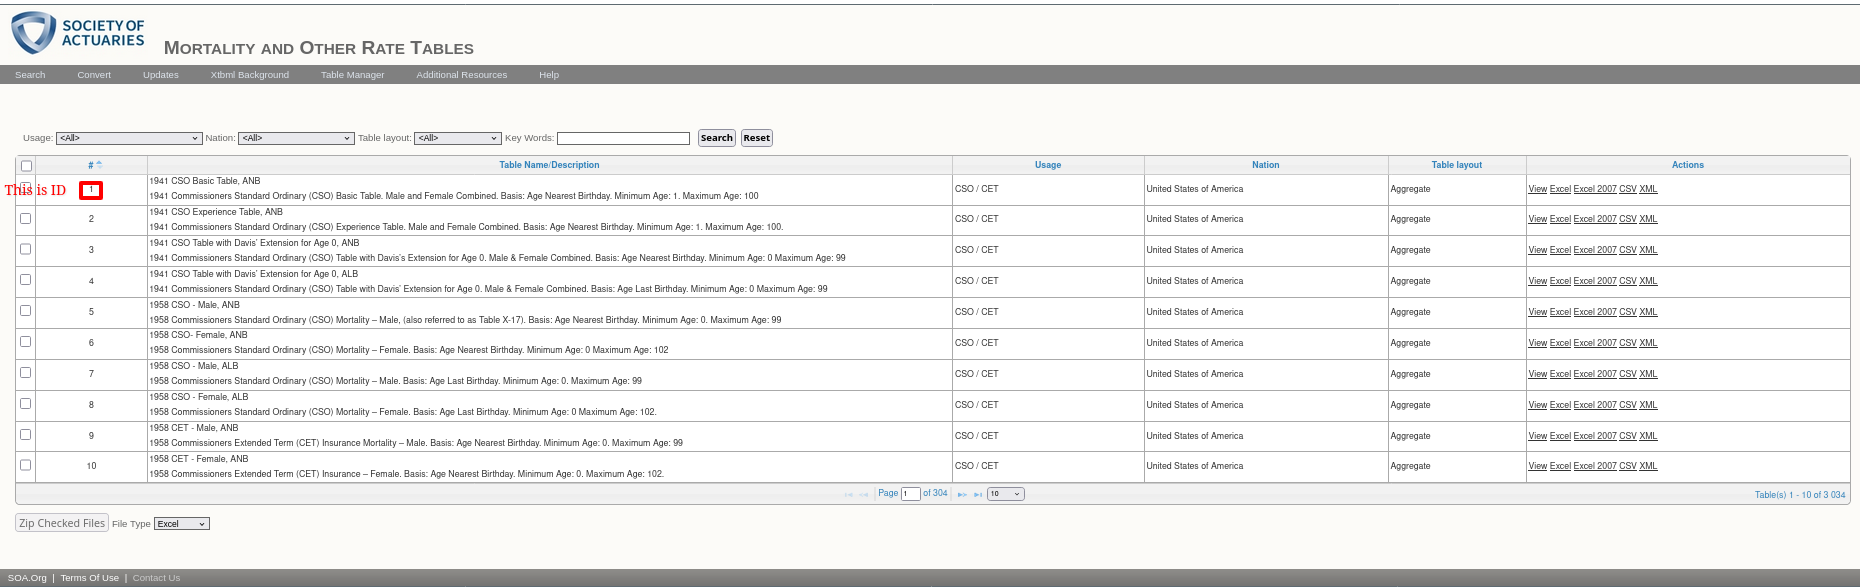 SOCIETY OF
ACTUARIES
MORTALITY AND OTHER RATE TABLES
Search Convert Updates Xtbml Background Table Manager Additional Resources Help
Usage: <All> Nation: <All> Table layout: <All> Key Words: Search Reset
# Table Name/Description Usage Nation Table layout Actions
This is ID
1
1941 CSO Basic Table, ANB
1941 Commissioners Standard Ordinary (CSO) Basic Table. Male and Female Combined. Basis: Age Nearest Birthday. Minimum Age: 1. Maximum Age: 100
CSO / CET United States of America Aggregate View Excel Excel 2007 CSV XML
2
1941 CSO Experience Table, ANB
1941 Commissioners Standard Ordinary (CSO) Experience Table. Male and Female Combined. Basis: Age Nearest Birthday. Minimum Age: 1. Maximum Age: 100.
CSO / CET United States of America Aggregate View Excel Excel 2007 CSV XML
3
1941 CSO Table with Davis' Extension for Age 0, ANB
1941 Commissioners Standard Ordinary (CSO) Table with Davis's Extension for Age 0. Male & Female Combined. Basis: Age Nearest Birthday. Minimum Age: 0 Maximum Age: 99
CSO / CET United States of America Aggregate View Excel Excel 2007 CSV XML
4
1941 CSO Table with Davis' Extension for Age 0, ALB
1941 Commissioners Standard Ordinary (CSO) Table with Davis' Extension for Age 0. Male & Female Combined. Basis: Age Last Birthday. Minimum Age: 0 Maximum Age: 99
CSO / CET United States of America Aggregate View Excel Excel 2007 CSV XML
5
1958 CSO - Male, ANB
1958 Commissioners Standard Ordinary (CSO) Mortality – Male, (also referred to as Table X-17). Basis: Age Nearest Birthday. Minimum Age: 0. Maximum Age: 99
CSO / CET United States of America Aggregate View Excel Excel 2007 CSV XML
6
1958 CSO- Female, ANB
1958 Commissioners Standard Ordinary (CSO) Mortality – Female. Basis: Age Nearest Birthday. Minimum Age: 0 Maximum Age: 102
CSO / CET United States of America Aggregate View Excel Excel 2007 CSV XML
7
1958 CSO - Male, ALB
1958 Commissioners Standard Ordinary (CSO) Mortality – Male. Basis: Age Last Birthday. Minimum Age: 0. Maximum Age: 99
CSO / CET United States of America Aggregate View Excel Excel 2007 CSV XML
8
1958 CSO - Female, ALB
1958 Commissioners Standard Ordinary (CSO) Mortality – Female. Basis: Age Last Birthday. Minimum Age: 0 Maximum Age: 102.
CSO / CET United States of America Aggregate View Excel Excel 2007 CSV XML
9
1958 CET - Male, ANB
1958 Commissioners Extended Term (CET) Insurance Mortality – Male. Basis: Age Nearest Birthday. Minimum Age: 0. Maximum Age: 99
CSO / CET United States of America Aggregate View Excel Excel 2007 CSV XML
10
1958 CET - Female, ANB
1958 Commissioners Extended Term (CET) Insurance – Female. Basis: Age Nearest Birthday. Minimum Age: 0. Maximum Age: 102.
CSO / CET United States of America Aggregate View Excel Excel 2007 CSV XML
Page 1 of 304 10 Table(s) 1 - 10 of 3 034
Zip Checked Files File Type Excel
SOA.Org | Terms Of Use | Contact Us